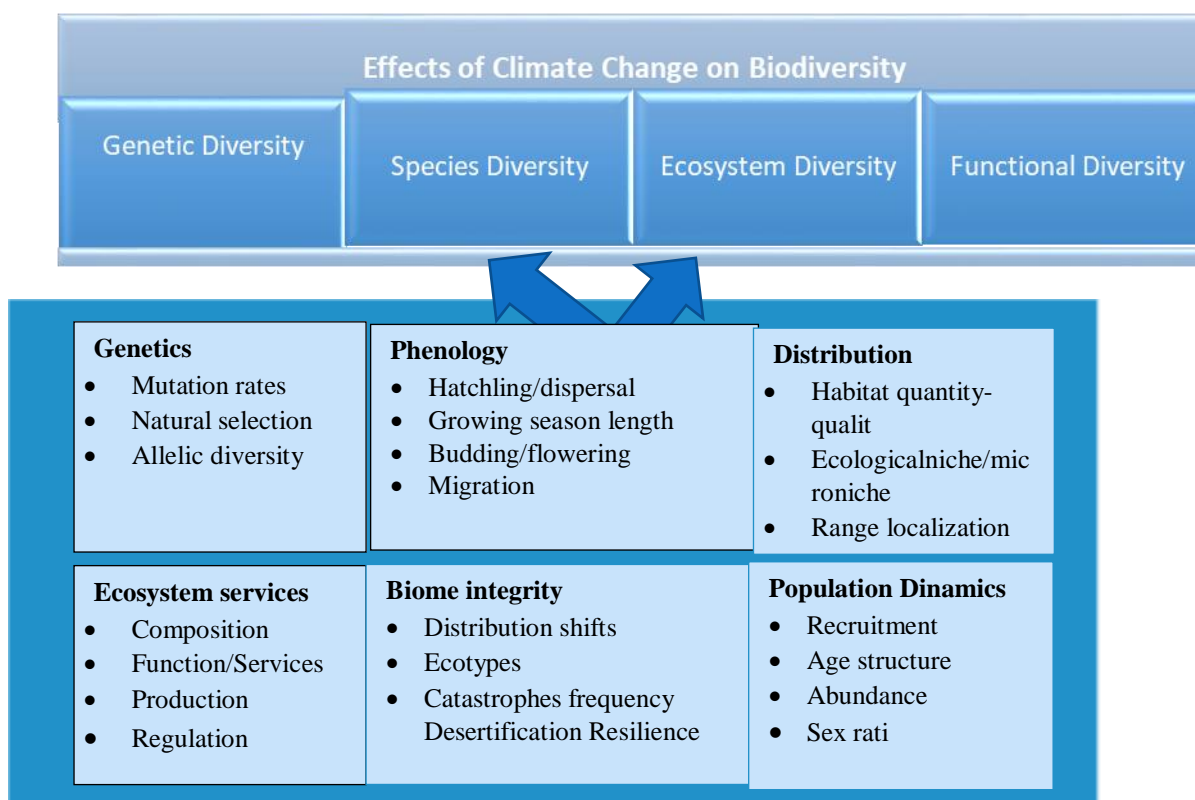 Effects of Climate Change on Biodiversity
Genetic Diversity
Species Diversity
Ecosystem Diversity
Functional Diversity
Genetics
• Mutation rates
• Natural selection
• Allelic diversity
Phenology
• Hatchling/dispersal
• Growing season length
• Budding/flowering
• Migration
Distribution
• Habitat quantity-
qualit
• Ecologicalniche/mic
roniche
• Range localization
Ecosystem services
• Composition
• Function/Services
• Production
• Regulation
Biome integrity
• Distribution shifts
• Ecotypes
• Catastrophes frequency
Desertification Resilience
Population Dinamics
• Recruitment
• Age structure
• Abundance
• Sex rati